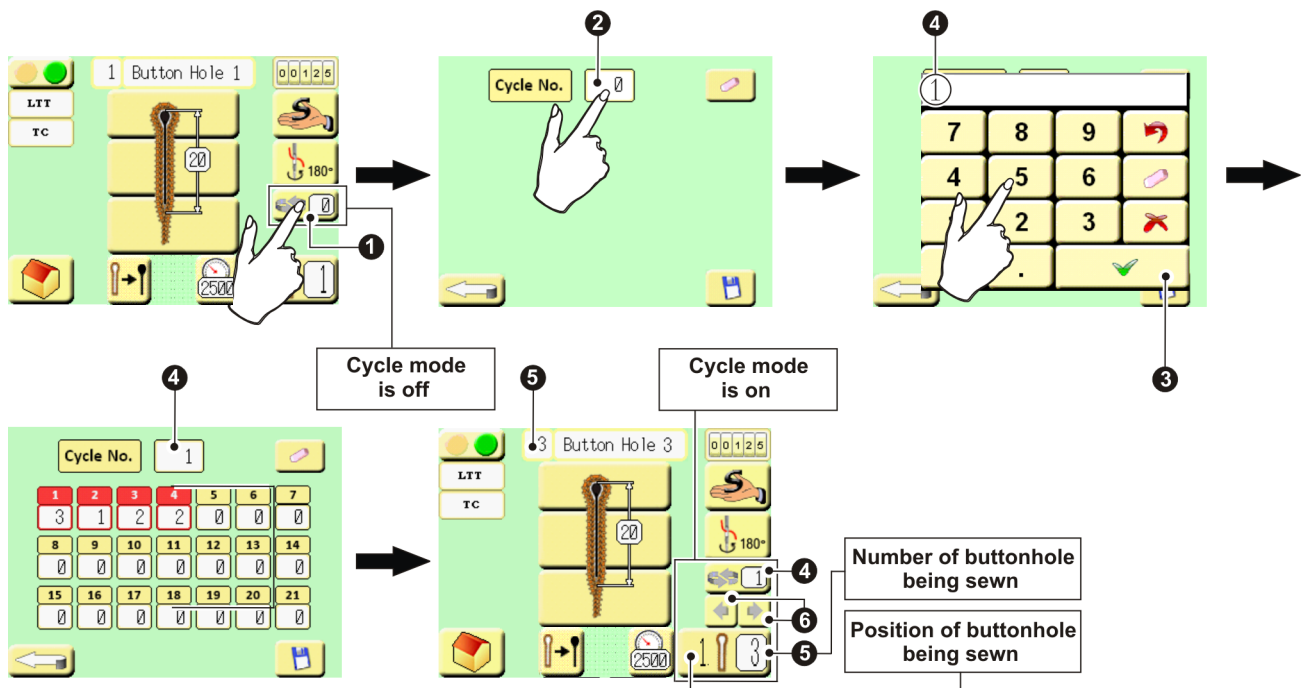 2
4
1 Button Hole 1
00125
LTT
TC
20
180°
0
1
2500
1
Cycle No. 0
1
7 8 9
4 5 6
2 3
.
3
Cycle mode
is off
4
Cycle No. 1
1 2 3 4 5 6 7
3 1 2 2 0 0 0
8 9 10 11 12 13 14
0 0 0 0 0 0 0
15 16 17 18 19 20 21
0 0 0 0 0 0 0
5
Cycle mode
is on
3 Button Hole 3
00125
LTT
TC
20
180°
1
4
6
2500
1 3
5
Number of buttonhole
being sewn
Position of buttonhole
being sewn